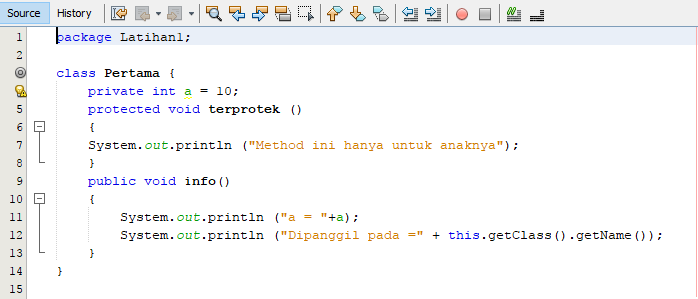 Source History
1 package Latihan1;
2
class Pertama {
private int a = 10;
5 protected void terprotek ()
6 {
7 System.out.println ("Method ini hanya untuk anaknya");
8 }
9 public void info()
10 {
11 System.out.println ("a = "+a);
12 System.out.println ("Dipanggil pada =" + this.getClass().getName());
13 }
14 }
15